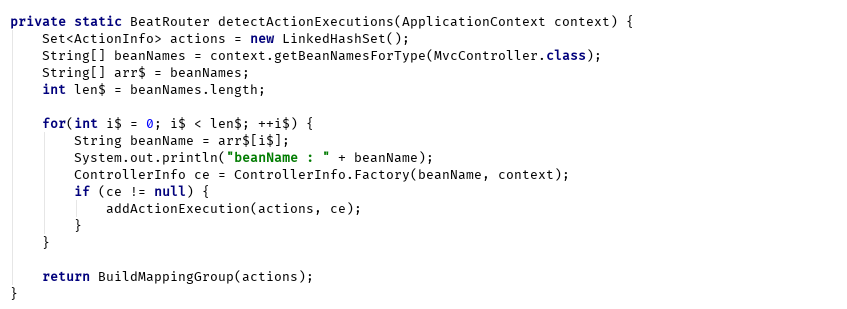 private static BeatRouter detectActionExecutions(ApplicationContext context) {
    Set<ActionInfo> actions = new LinkedHashSet();
    String[] beanNames = context.getBeanNamesForType(MvcController.class);
    String[] arr$ = beanNames;
    int len$ = beanNames.length;

    for(int i$ = 0; i$ < len$; ++i$) {
        String beanName = arr$[i$];
        System.out.println("beanName : " + beanName);
        ControllerInfo ce = ControllerInfo.Factory(beanName, context);
        if (ce != null) {
            addActionExecution(actions, ce);
        }
    }

    return BuildMappingGroup(actions);
}